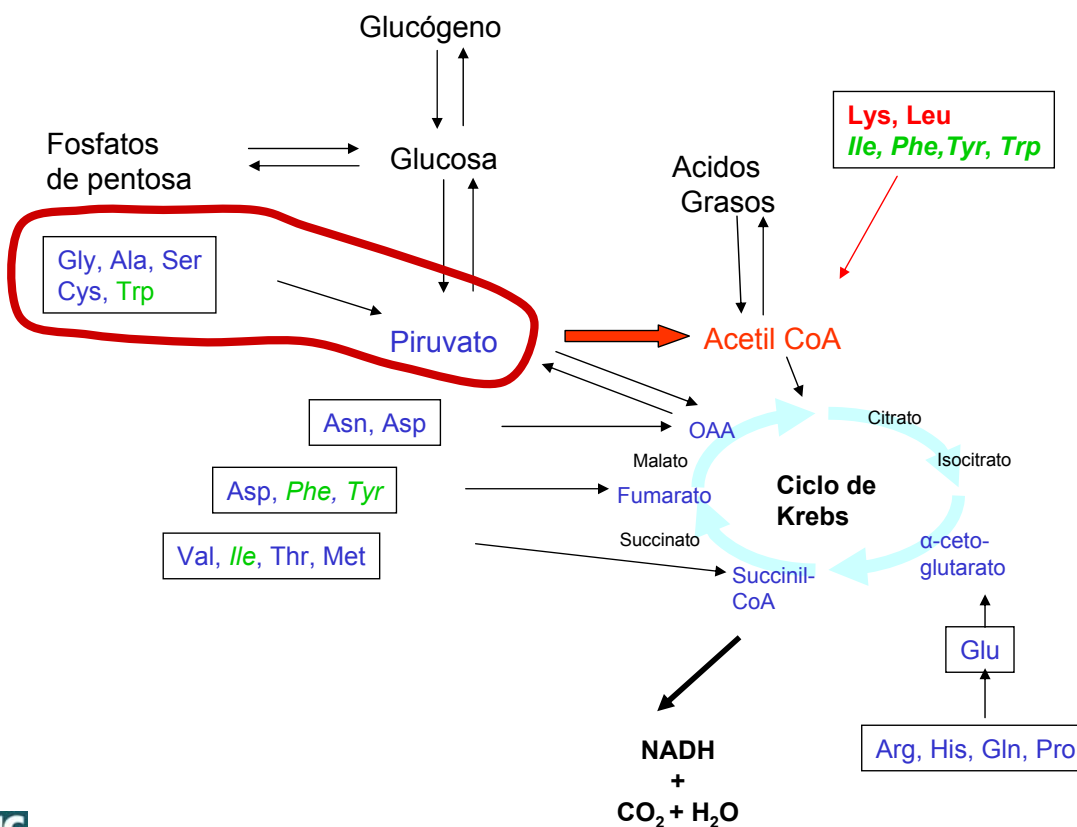 Glucógeno
Fosfatos
de pentosa
Glucosa
Acidos
Grasos
Lys, Leu
Ile, Phe,Tyr, Trp
Gly, Ala, Ser
Cys, Trp
Piruvato
Acetil CoA
Asn, Asp
OAA
Citrato
Malato
Isocitrato
Asp, Phe, Tyr
Fumarato
Ciclo de
Krebs
Val, Ile, Thr, Met
Succinato
α-ceto-
glutarato
Succinil-
CoA
Glu
NADH
+
CO₂ + H₂O
Arg, His, Gln, Pro